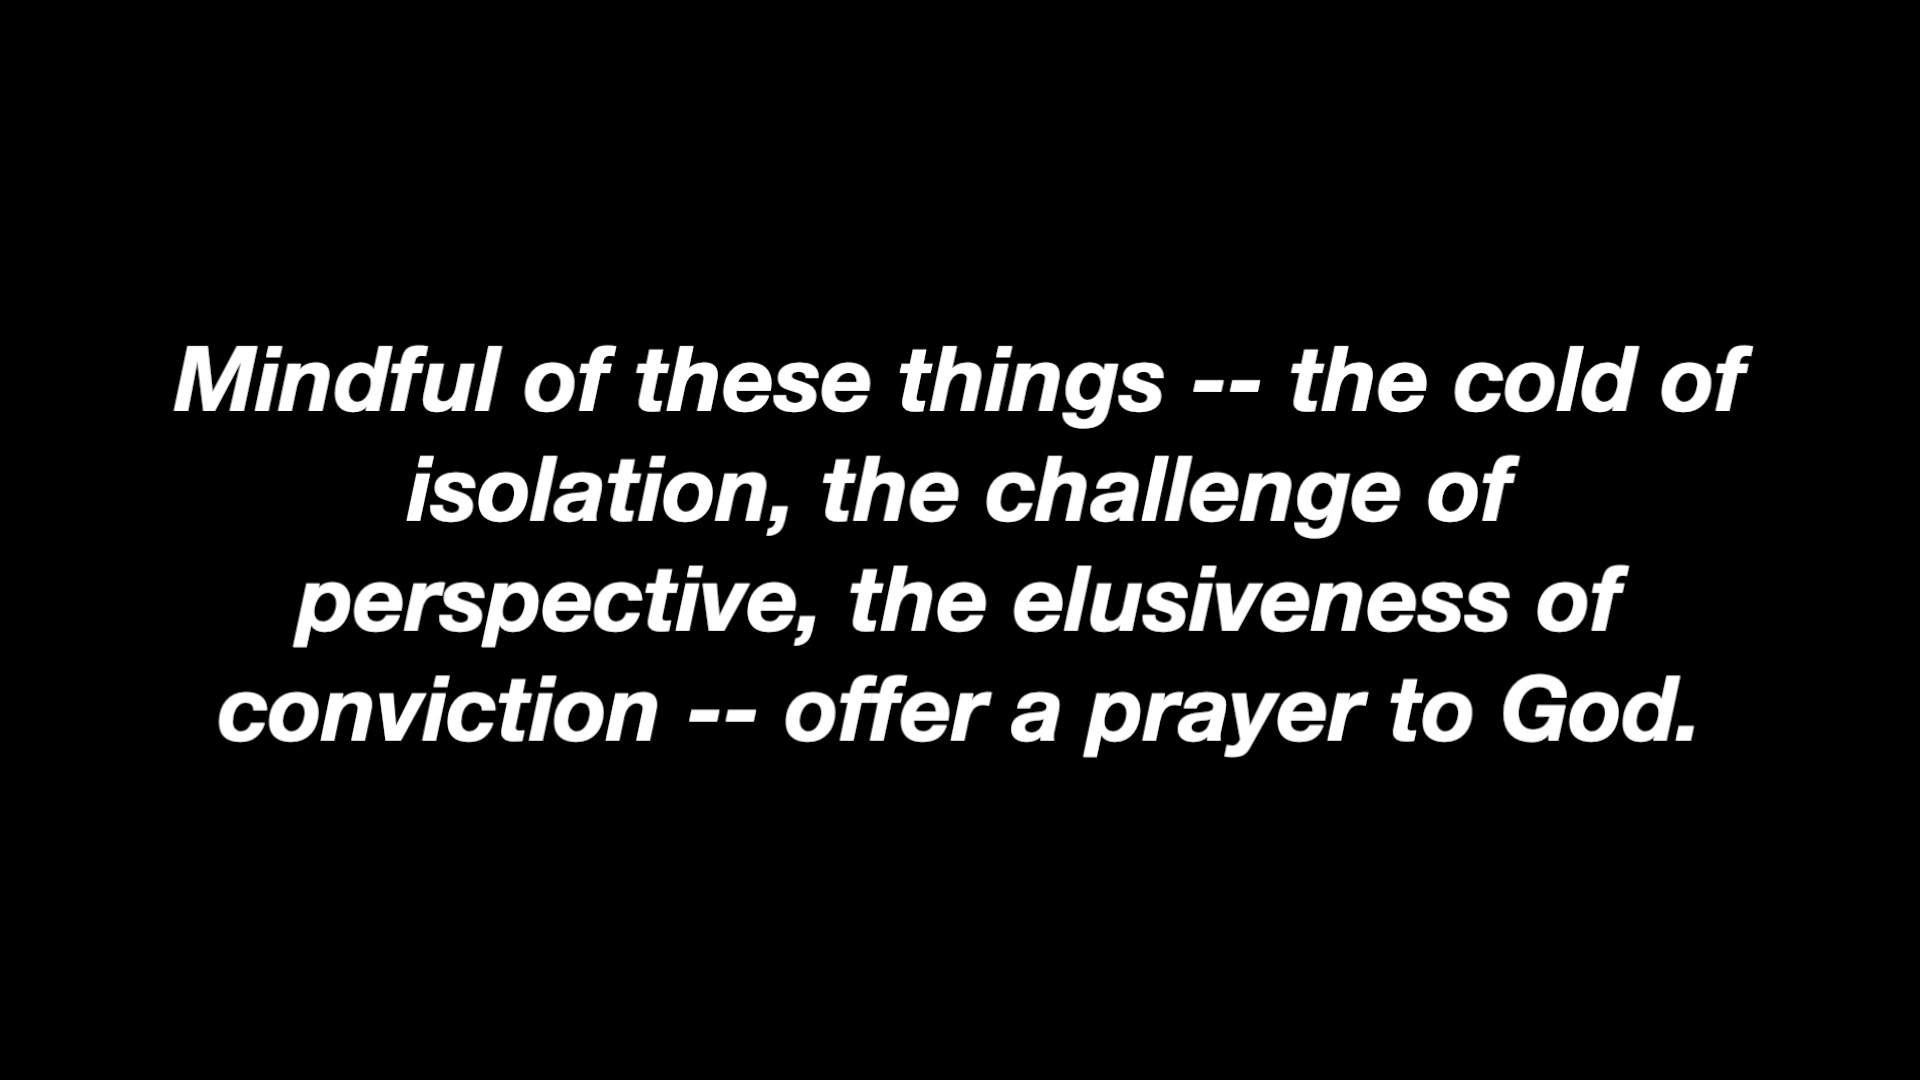 Mindful of these things -- the cold of
isolation, the challenge of
perspective, the elusiveness of
conviction -- offer a prayer to God.